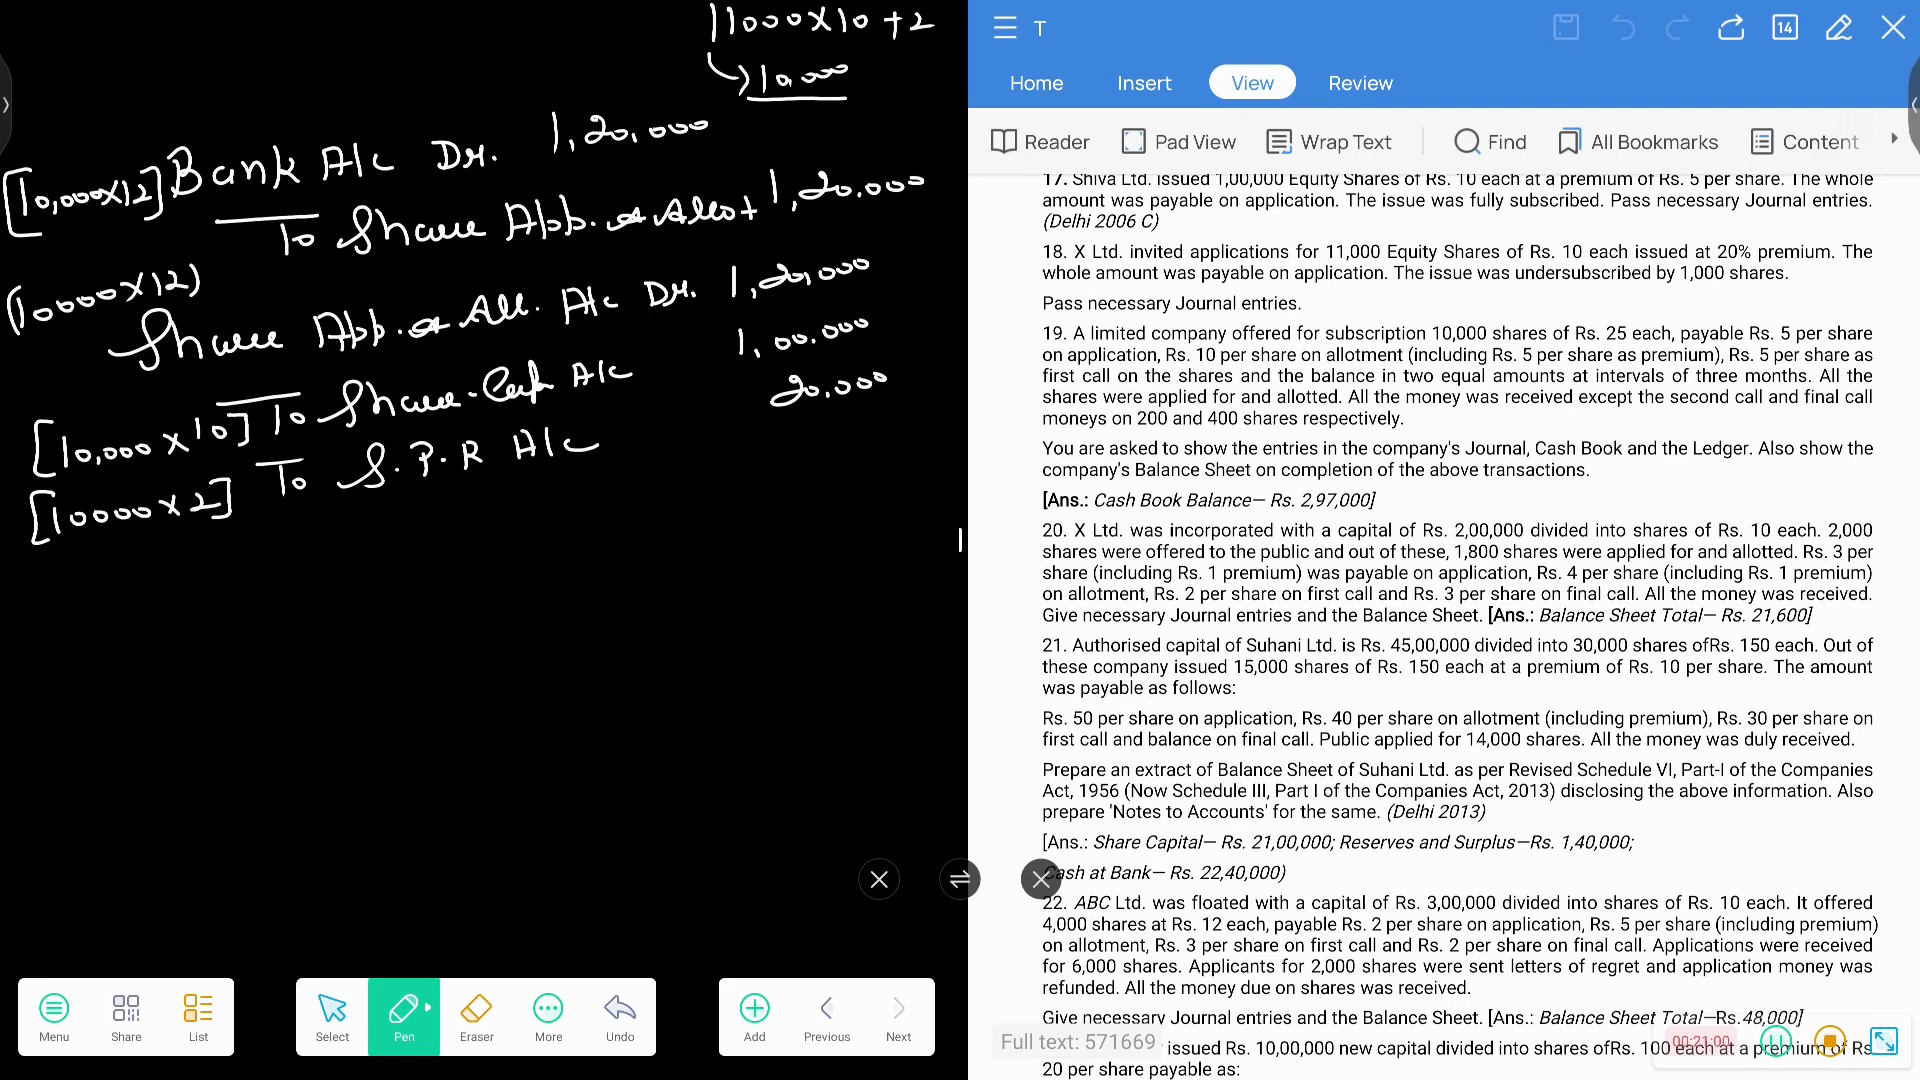 11000 x 10 + 2
10,000
[10,000x12] Bank A/c Dr. 1,20,000
To Share App. & Allot 1,20,000
(10000x12)
Share App. & All. A/c Dr. 1,20,000
[10,000 x 10] To Share Cap A/c 1,00,000
[10000 x 2] To S.P.R A/c 20,000
Menu
Share
List
Select
Pen
Eraser
More
Undo
Add
Previous
Next
T
14
Home Insert View Review
Reader Pad View Wrap Text Find All Bookmarks Content
17. Shiva Ltd. issued 1,00,000 Equity Shares of Rs. 10 each at a premium of Rs. 5 per share. The whole
amount was payable on application. The issue was fully subscribed. Pass necessary Journal entries.
(Delhi 2006 C)
18. X Ltd. invited applications for 11,000 Equity Shares of Rs. 10 each issued at 20% premium. The
whole amount was payable on application. The issue was undersubscribed by 1,000 shares.
Pass necessary Journal entries.
19. A limited company offered for subscription 10,000 shares of Rs. 25 each, payable Rs. 5 per share
on application, Rs. 10 per share on allotment (including Rs. 5 per share as premium), Rs. 5 per share as
first call on the shares and the balance in two equal amounts at intervals of three months. All the
shares were applied for and allotted. All the money was received except the second call and final call
moneys on 200 and 400 shares respectively.
You are asked to show the entries in the company's Journal, Cash Book and the Ledger. Also show the
company's Balance Sheet on completion of the above transactions.
[Ans.: Cash Book Balance— Rs. 2,97,000]
20. X Ltd. was incorporated with a capital of Rs. 2,00,000 divided into shares of Rs. 10 each. 2,000
shares were offered to the public and out of these, 1,800 shares were applied for and allotted. Rs. 3 per
share (including Rs. 1 premium) was payable on application, Rs. 4 per share (including Rs. 1 premium)
on allotment, Rs. 2 per share on first call and Rs. 3 per share on final call. All the money was received.
Give necessary Journal entries and the Balance Sheet. [Ans.: Balance Sheet Total— Rs. 21,600]
21. Authorised capital of Suhani Ltd. is Rs. 45,00,000 divided into 30,000 shares ofRs. 150 each. Out of
these company issued 15,000 shares of Rs. 150 each at a premium of Rs. 10 per share. The amount
was payable as follows:
Rs. 50 per share on application, Rs. 40 per share on allotment (including premium), Rs. 30 per share on
first call and balance on final call. Public applied for 14,000 shares. All the money was duly received.
Prepare an extract of Balance Sheet of Suhani Ltd. as per Revised Schedule VI, Part-I of the Companies
Act, 1956 (Now Schedule III, Part I of the Companies Act, 2013) disclosing the above information. Also
prepare 'Notes to Accounts' for the same. (Delhi 2013)
[Ans.: Share Capital— Rs. 21,00,000; Reserves and Surplus—Rs. 1,40,000;
Cash at Bank— Rs. 22,40,000)
22. ABC Ltd. was floated with a capital of Rs. 3,00,000 divided into shares of Rs. 10 each. It offered
4,000 shares at Rs. 12 each, payable Rs. 2 per share on application, Rs. 5 per share (including premium)
on allotment, Rs. 3 per share on first call and Rs. 2 per share on final call. Applications were received
for 6,000 shares. Applicants for 2,000 shares were sent letters of regret and application money was
refunded. All the money due on shares was received.
Give necessary Journal entries and the Balance Sheet. [Ans.: Balance Sheet Total—Rs.48,000]
Full text: 571669
issued Rs. 10,00,000 new capital divided into shares ofRs. 100 each at a premium of Rs
00:21:00
20 per share payable as: